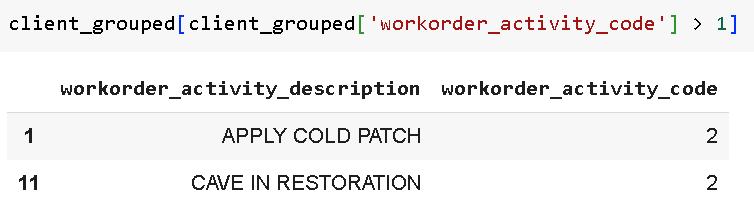 client_grouped[client_grouped['workorder_activity_code'] > 1]
workorder_activity_description workorder_activity_code
1 APPLY COLD PATCH 2
11 CAVE IN RESTORATION 2